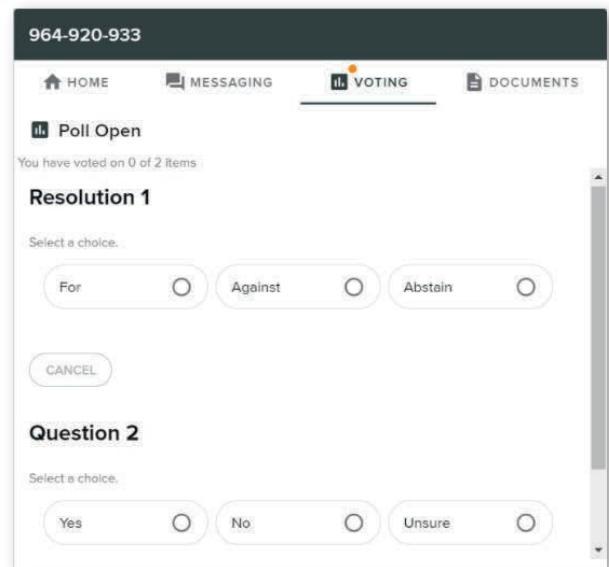 964-920-933
HOME MESSAGING VOTING DOCUMENTS
Poll Open
You have voted on 0 of 2 items
Resolution 1
Select a choice.
For Against Abstain
CANCEL
Question 2
Select a choice.
Yes No Unsure